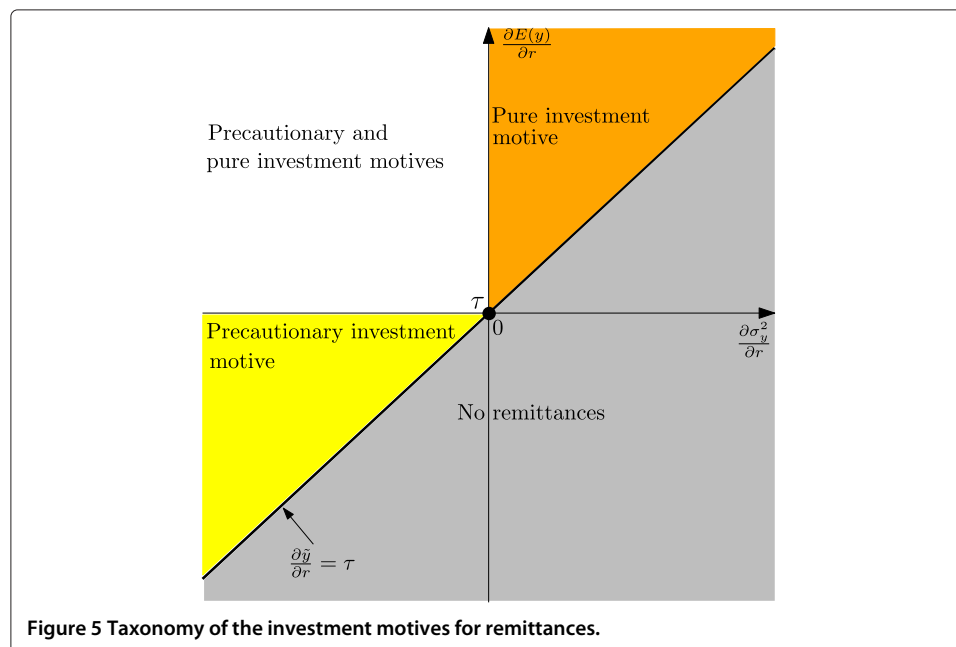 ∂E(y)/∂r
Precautionary and
pure investment motives
Pure investment
motive
τ
0
∂σ_y^2/∂r
Precautionary investment
motive
No remittances
∂ỹ/∂r = τ
Figure 5 Taxonomy of the investment motives for remittances.